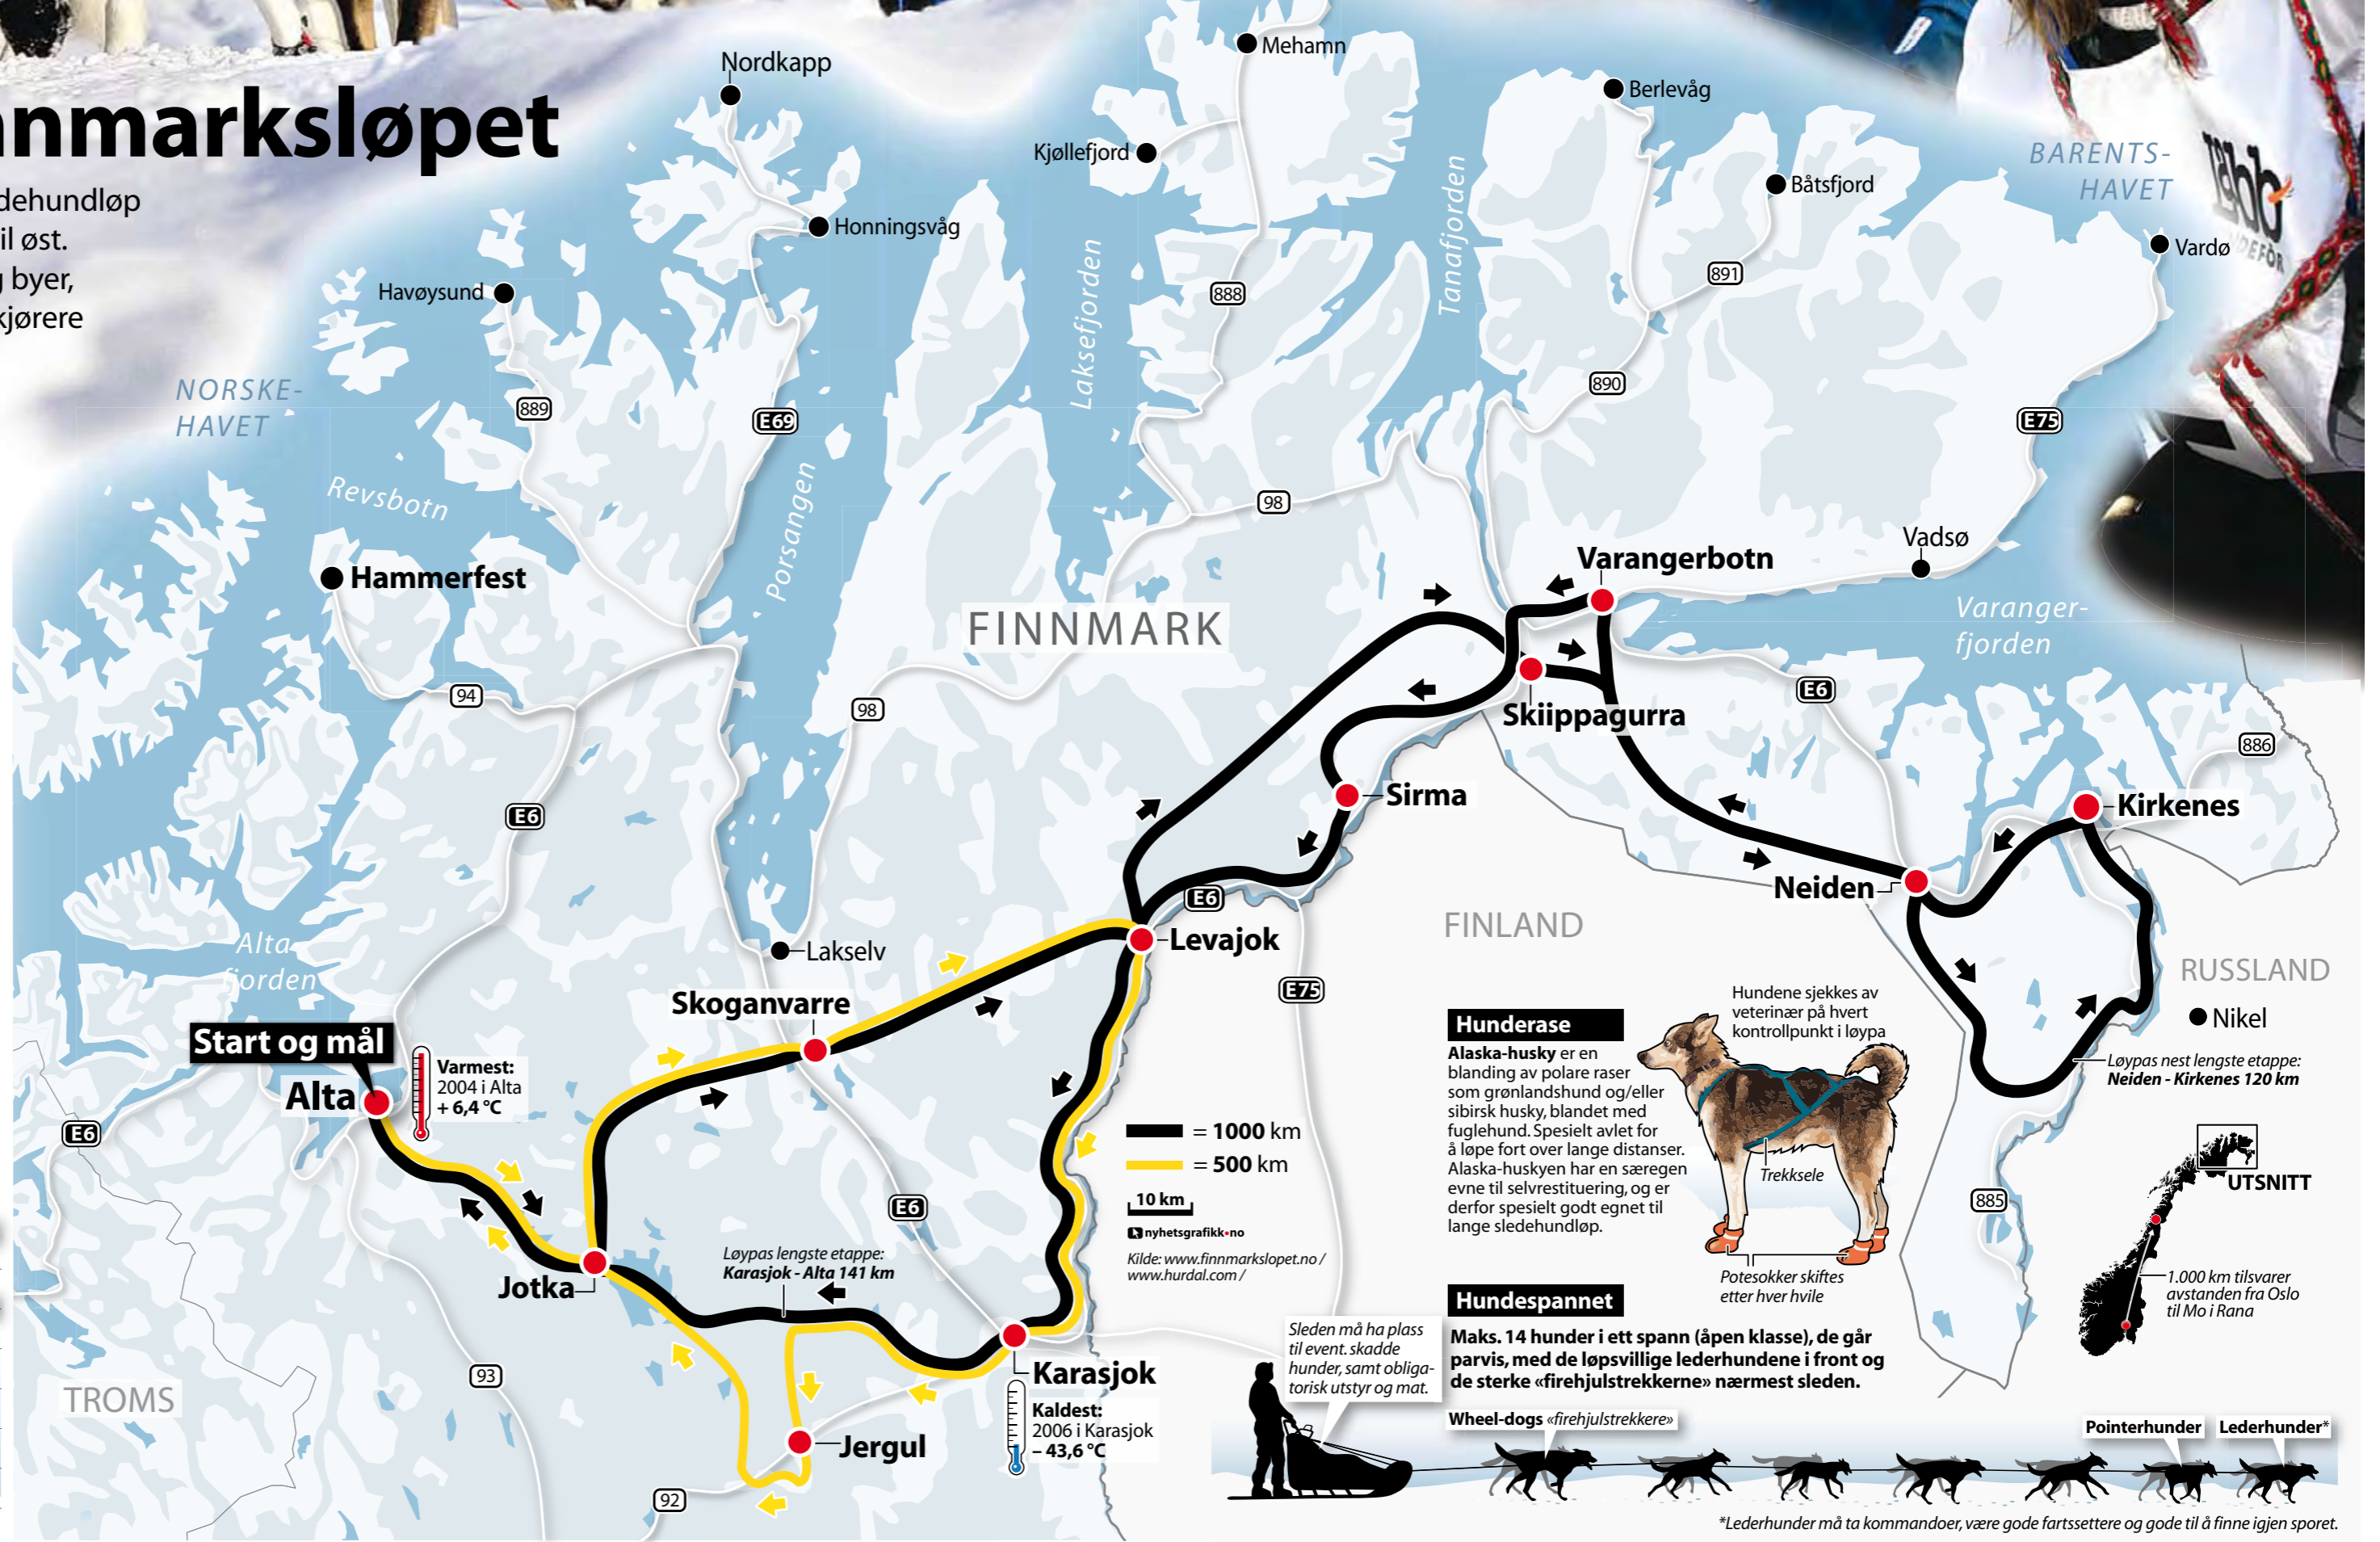 nnmarksløpet
dehundløp
il øst.
byer,
kjørere
Nordkapp
Mehamn
Berlevåg
Kjøllefjord
Båtsfjord
BARENTS-
HAVET
Vardø
Honningsvåg
Havøysund
Laksefjorden
Tanafjorden
888
891
890
NORSKE-
HAVET
889
E69
E75
Revsbotn
Porsangen
98
Vadsø
Varangerbotn
Hammerfest
FINNMARK
Varanger-
fjorden
94
98
E6
Skiippagurra
886
E6
Sirma
Kirkenes
Neiden
E6
FINLAND
Alta-
fjorden
Lakselv
Levajok
RUSSLAND
Nikel
E75
Skoganvarre
Start og mål
Alta
Varmest:
2004 i Alta
+ 6,4 °C
E6
= 1000 km
= 500 km
10 km
nyhetsgrafikk•no
Kilde: www.finnmarkslopet.no /
www.hurdal.com /
E6
Løypas lengste etappe:
Karasjok - Alta 141 km
Jotka
Karasjok
Kaldest:
2006 i Karasjok
– 43,6 °C
Jergul
93
92
TROMS
Hunderase
Alaska-husky er en
blanding av polare raser
som grønlandshund og/eller
sibirsk husky, blandet med
fuglehund. Spesielt avlet for
å løpe fort over lange distanser.
Alaska-huskyen har en særegen
evne til selvrestituering, og er
derfor spesielt godt egnet til
lange sledehundløp.
Hundene sjekkes av
veterinær på hvert
kontrollpunkt i løypa
Trekksele
Potesokker skiftes
etter hver hvile
Løypas nest lengste etappe:
Neiden - Kirkenes 120 km
885
UTSNITT
1.000 km tilsvarer
avstanden fra Oslo
til Mo i Rana
Hundespannet
Maks. 14 hunder i ett spann (åpen klasse), de går
parvis, med de løpsvillige lederhundene i front og
de sterke «firehjulstrekkerne» nærmest sleden.
Sleden må ha plass
til event. skadde
hunder, samt obliga-
torisk utstyr og mat.
Wheel-dogs «firehjulstrekkere»
Pointerhunder
Lederhunder*
*Lederhunder må ta kommandoer, være gode fartssettere og gode til å finne igjen sporet.